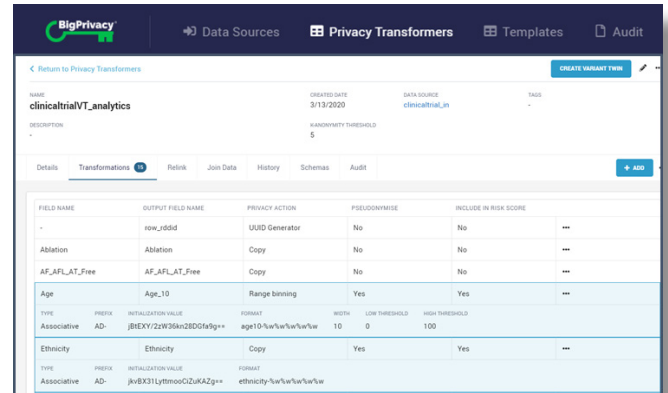 BigPrivacy
Data Sources
Privacy Transformers
Templates
Audit
Return to Privacy Transformers
CREATE VARIANT TWIN
NAME CREATED DATE DATA SOURCE TAGS
clinicaltrialVT_analytics 3/13/2020 clinicaltrial_in -
DESCRIPTION K-ANONYMITY THRESHOLD
- 5
Details Transformations 15 Relink Join Data History Schemas Audit + ADD
FIELD NAME OUTPUT FIELD NAME PRIVACY ACTION PSEUDONYMISE INCLUDE IN RISK SCORE
- row_rddid UUID Generator No No
Ablation Ablation Copy No No
AF_AFL_AT_Free AF_AFL_AT_Free Copy No No
Age Age_10 Range binning Yes Yes
TYPE PREFIX INITIALIZATION VALUE FORMAT WIDTH LOW THRESHOLD HIGH THRESHOLD
Associative AD- jBtEXY/2zW36kn28DGfa9g== age10-%w%w%w%w%w 10 0 100
Ethnicity Ethnicity Copy Yes Yes
TYPE PREFIX INITIALIZATION VALUE FORMAT
Associative AD- jkvBX31LyttmooCiZuKAZg== ethnicity-%w%w%w%w%w